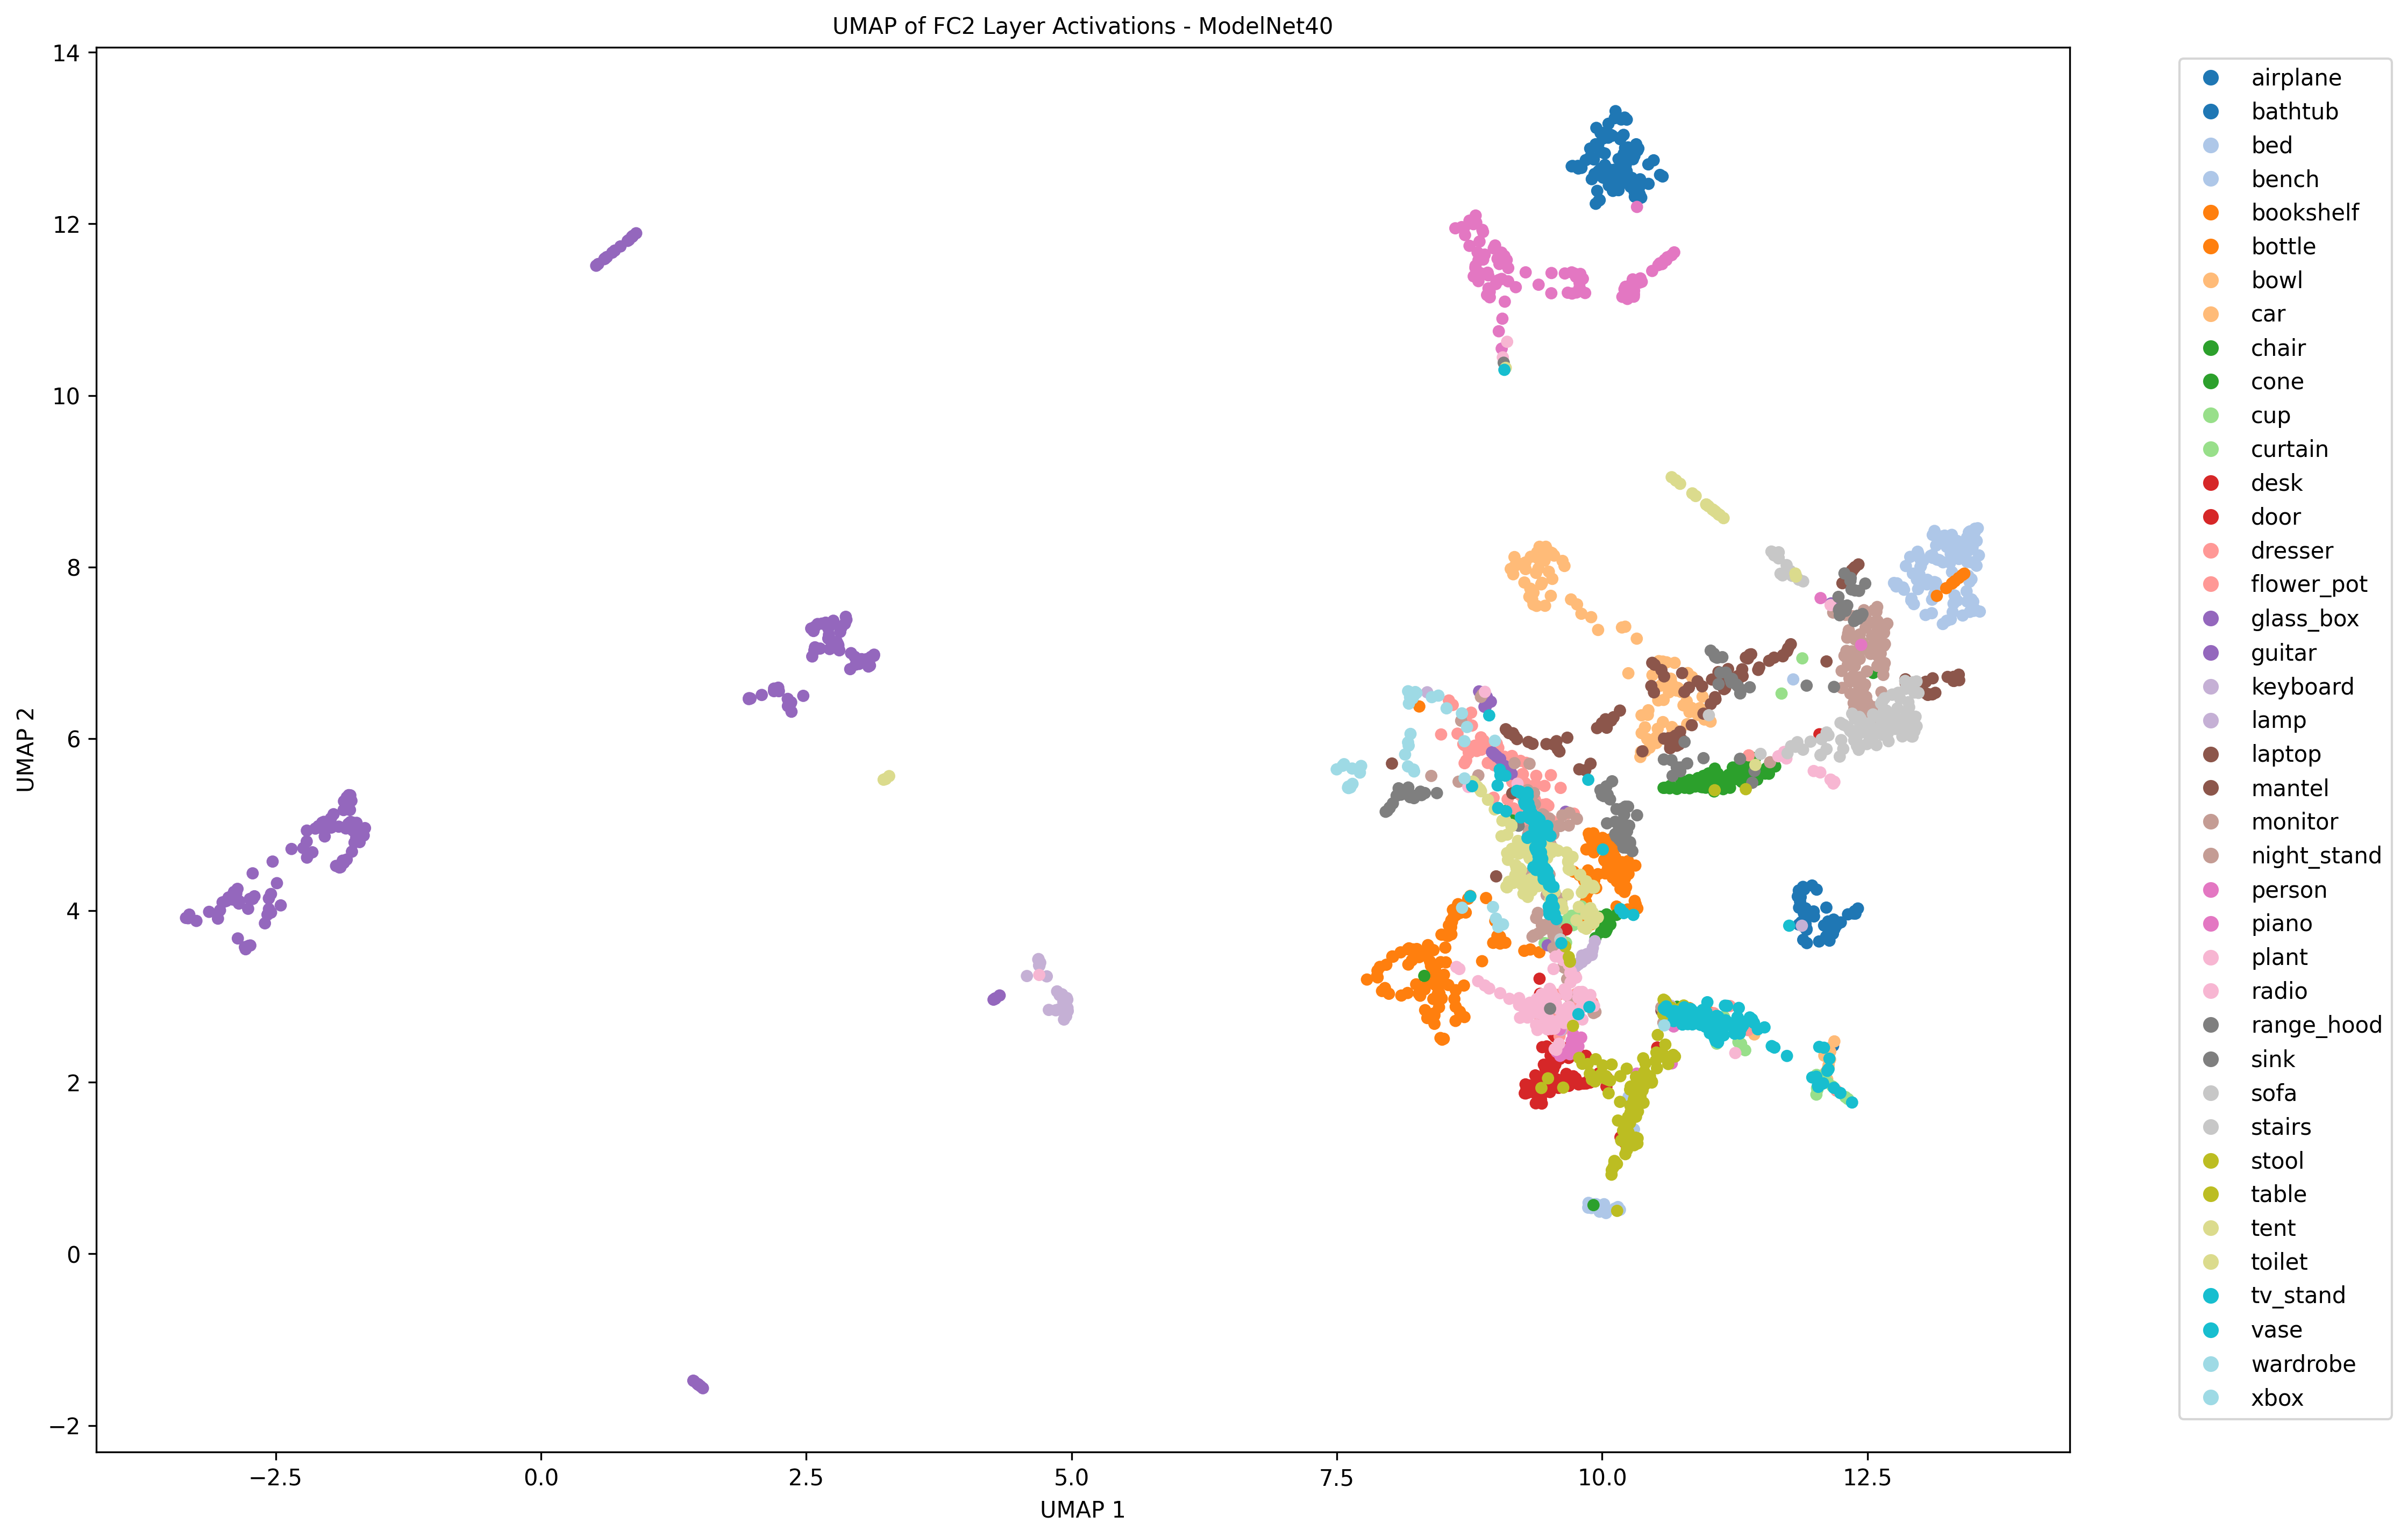 UMAP of FC2 Layer Activations - ModelNet40
14
12
10
8
6
4
2
0
−2
UMAP 2
−2.5
0.0
2.5
5.0
7.5
10.0
12.5
UMAP 1
airplane
bathtub
bed
bench
bookshelf
bottle
bowl
car
chair
cone
cup
curtain
desk
door
dresser
flower_pot
glass_box
guitar
keyboard
lamp
laptop
mantel
monitor
night_stand
person
piano
plant
radio
range_hood
sink
sofa
stairs
stool
table
tent
toilet
tv_stand
vase
wardrobe
xbox